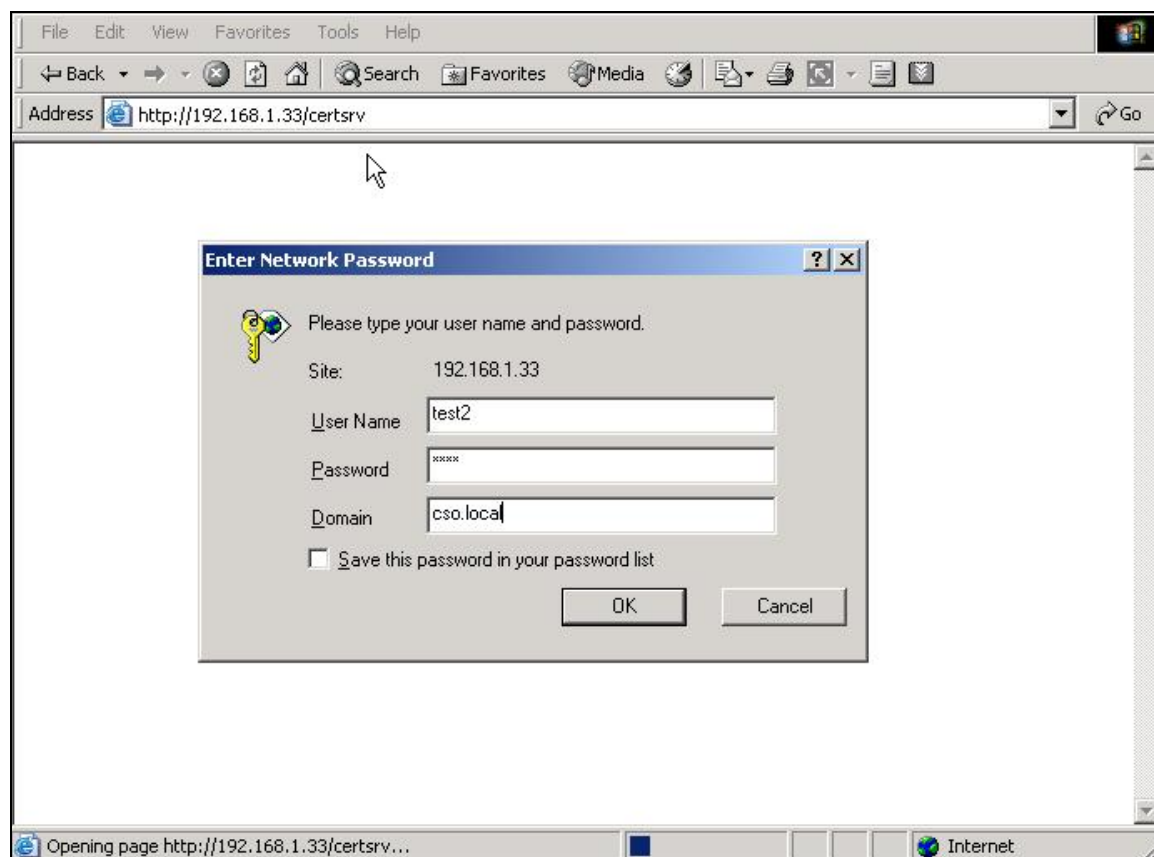 File Edit View Favorites Tools Help
Back Search Favorites Media
Address http://192.168.1.33/certsrv Go
Enter Network Password
Please type your user name and password.
Site: 192.168.1.33
User Name test2
Password ****
Domain cso.local
Save this password in your password list
OK Cancel
Opening page http://192.168.1.33/certsrv... Internet